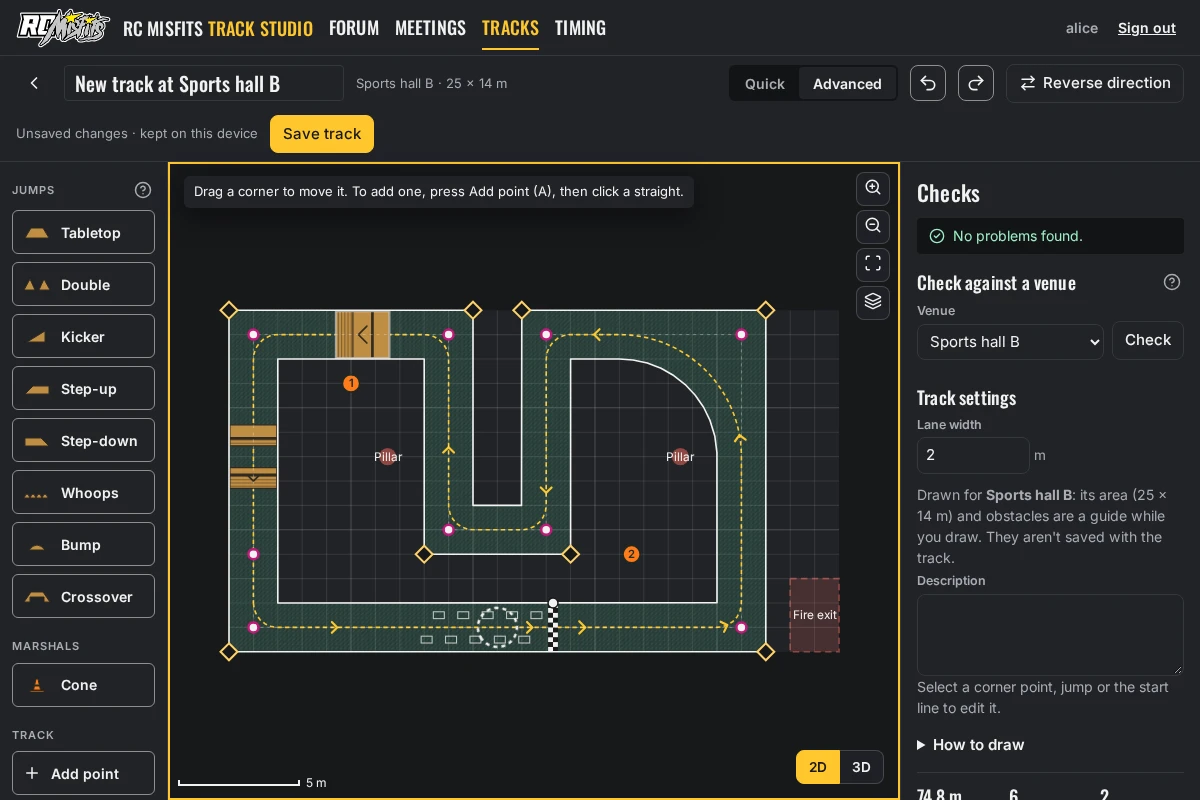 RC Misfits
RC MISFITS TRACK STUDIO
FORUM
MEETINGS
TRACKS
TIMING
alice
Sign out
New track at Sports hall B
Sports hall B · 25 × 14 m
Quick
Advanced
Reverse direction
Unsaved changes · kept on this device
Save track
JUMPS
Tabletop
Double
Kicker
Step-up
Step-down
Whoops
Bump
Crossover
MARSHALS
Cone
TRACK
Add point
Drag a corner to move it. To add one, press Add point (A), then click a straight.
1
Pillar
Pillar
2
Fire exit
5 m
2D
3D
Checks
No problems found.
Check against a venue
Venue
Sports hall B
Check
Track settings
Lane width
2
m
Drawn for Sports hall B: its area (25 ×
14 m) and obstacles are a guide while
you draw. They aren't saved with the
track.
Description
Select a corner point, jump or the start
line to edit it.
How to draw
74.8 m
6
2